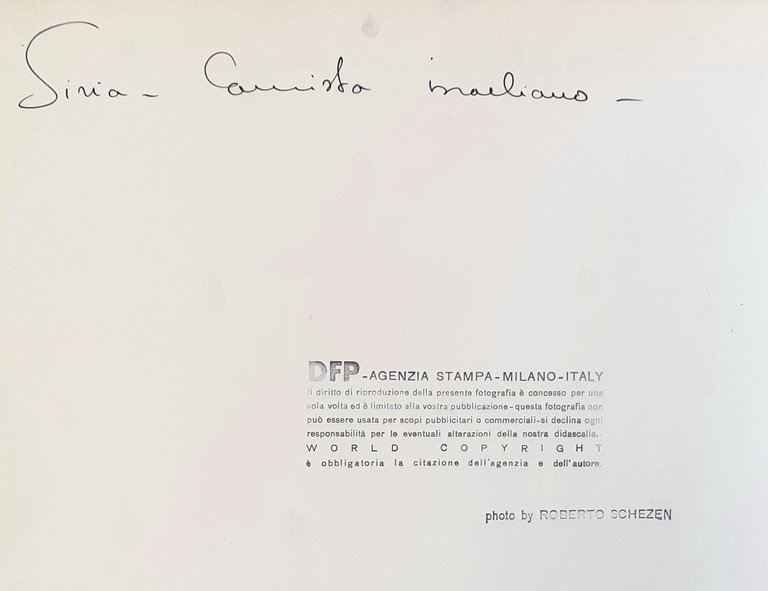 Siria - Carrista israeliano -
DFP - AGENZIA STAMPA - MILANO - ITALY
Il diritto di riproduzione della presente fotografia è concesso per una
sola volta ed è limitato alla vostra pubblicazione - questa fotografia non
può essere usata per scopi pubblicitari o commerciali - si declina ogni
responsabilità per le eventuali alterazioni della nostra didascalia. -
WORLD COPYRIGHT
è obbligatoria la citazione dell'agenzia e dell'autore.
photo by ROBERTO SCHEZEN